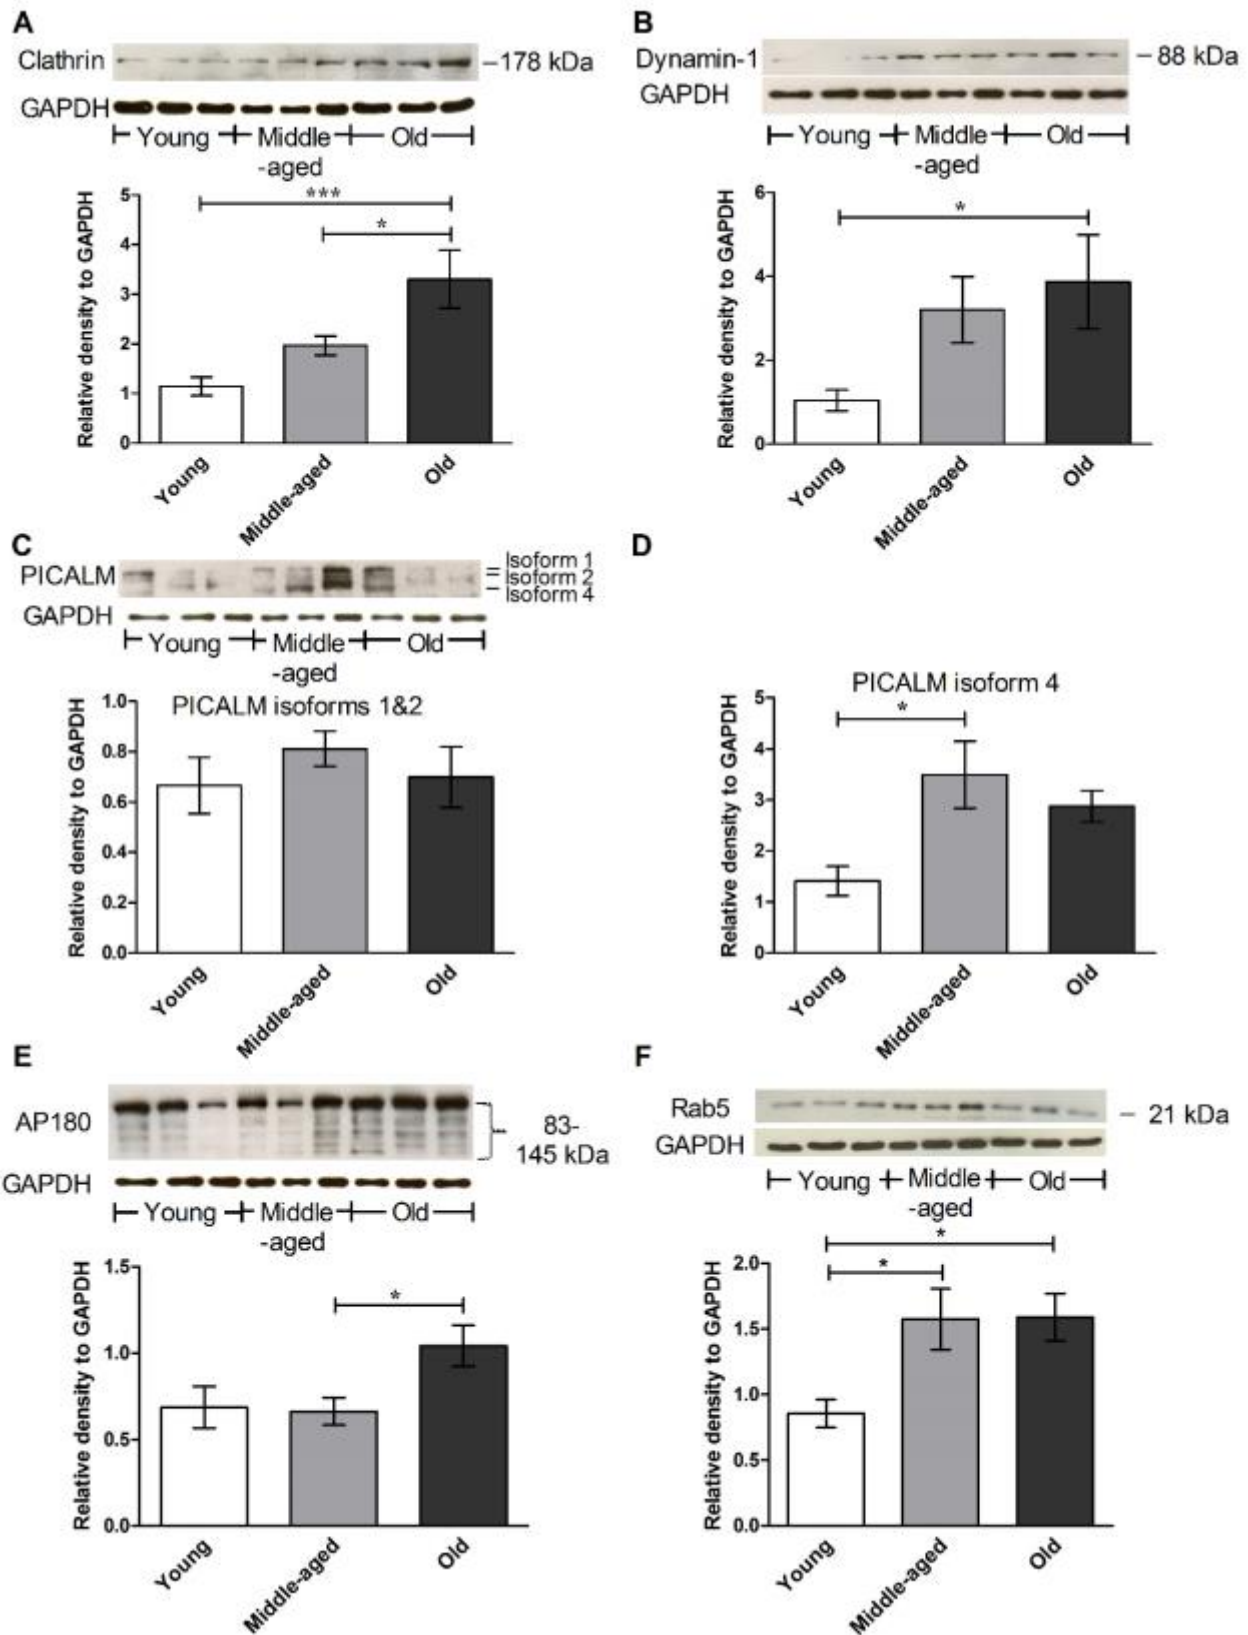 A
Clathrin
–178 kDa
GAPDH
Young
Middle
-aged
Old
***
*
Relative density to GAPDH
5
4
3
2
1
0
Young
Middle-aged
Old
B
Dynamin-1
– 88 kDa
GAPDH
Young
Middle
-aged
Old
*
Relative density to GAPDH
6
4
2
0
Young
Middle-aged
Old
C
PICALM
Isoform 1
Isoform 2
Isoform 4
GAPDH
Young
Middle
-aged
Old
PICALM isoforms 1&2
Relative density to GAPDH
1.0
0.8
0.6
0.4
0.2
0.0
Young
Middle-aged
Old
D
PICALM isoform 4
*
Relative density to GAPDH
5
4
3
2
1
0
Young
Middle-aged
Old
E
AP180
83-
145 kDa
GAPDH
Young
Middle
-aged
Old
*
Relative density to GAPDH
1.5
1.0
0.5
0.0
Young
Middle-aged
Old
F
Rab5
– 21 kDa
GAPDH
Young
Middle
-aged
Old
*
*
Relative density to GAPDH
2.0
1.5
1.0
0.5
0.0
Young
Middle-aged
Old